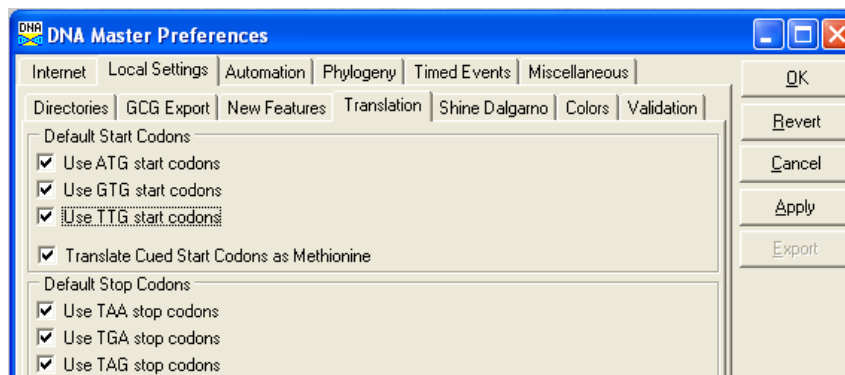 DNA DNA Master Preferences
Internet Local Settings Automation Phylogeny Timed Events Miscellaneous
Directories GCG Export New Features Translation Shine Dalgarno Colors Validation
Default Start Codons
Use ATG start codons
Use GTG start codons
Use TTG start codons
Translate Cued Start Codons as Methionine
Default Stop Codons
Use TAA stop codons
Use TGA stop codons
Use TAG stop codons
OK
Revert
Cancel
Apply
Export